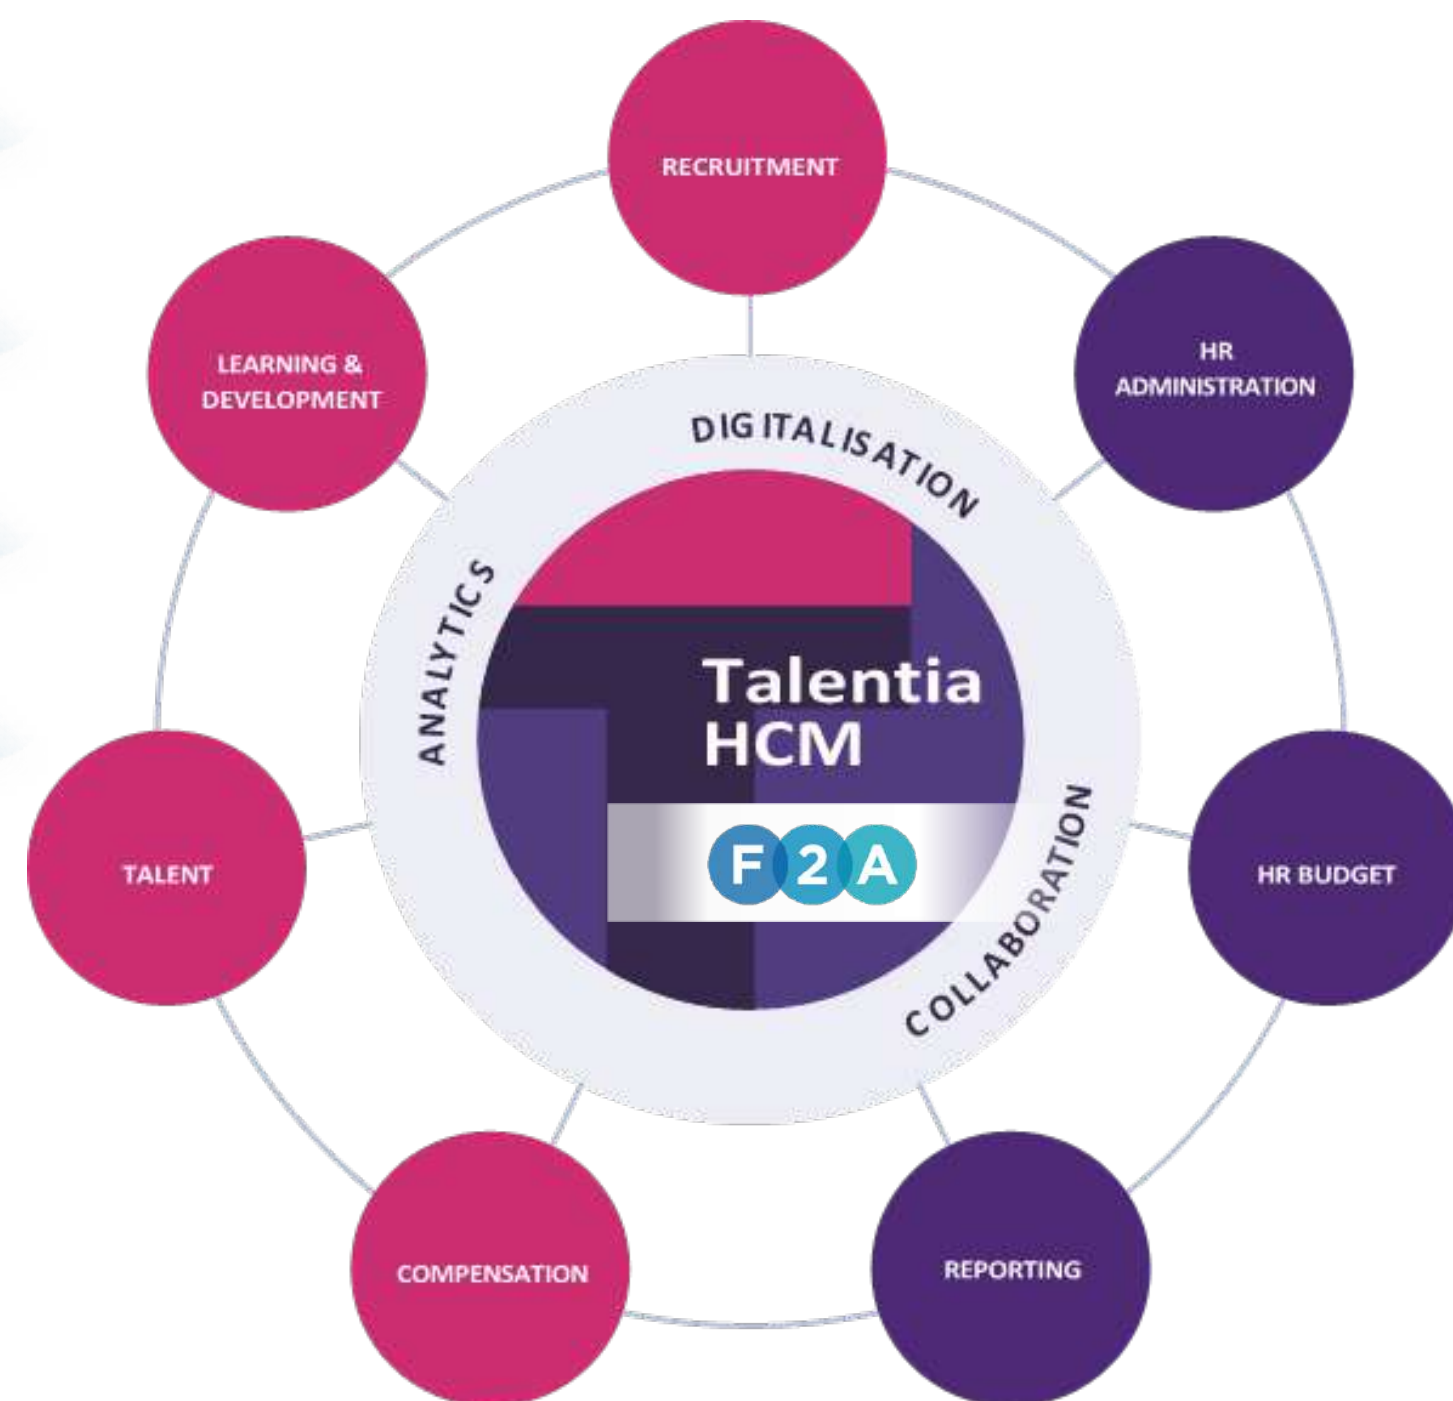 RECRUITMENT
HR
ADMINISTRATION
LEARNING &
DEVELOPMENT
DIGITALISATION
ANALYTICS
Talentia
HCM
F2A
COLLABORATION
TALENT
HR BUDGET
COMPENSATION
REPORTING